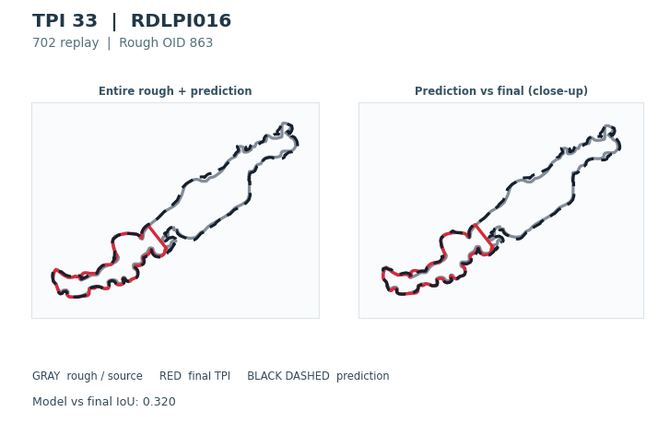 TPI 33 | RDLPI016
702 replay | Rough OID 863
Entire rough + prediction
Prediction vs final (close-up)
GRAY rough / source RED final TPI BLACK DASHED prediction
Model vs final IoU: 0.320